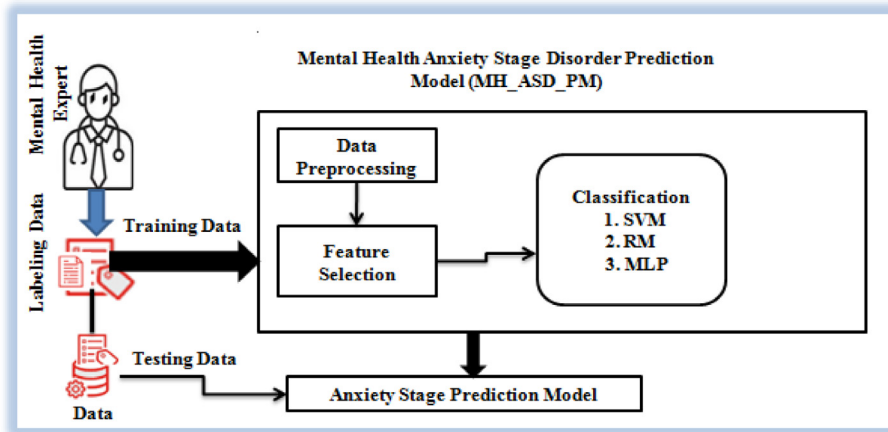 Mental Health Anxiety Stage Disorder Prediction
Model (MH_ASD_PM)
Mental Health
Expert
Data
Preprocessing
Classification
1. SVM
2. RM
3. MLP
Labeling Data
Training Data
Feature
Selection
Testing Data
Data
Anxiety Stage Prediction Model